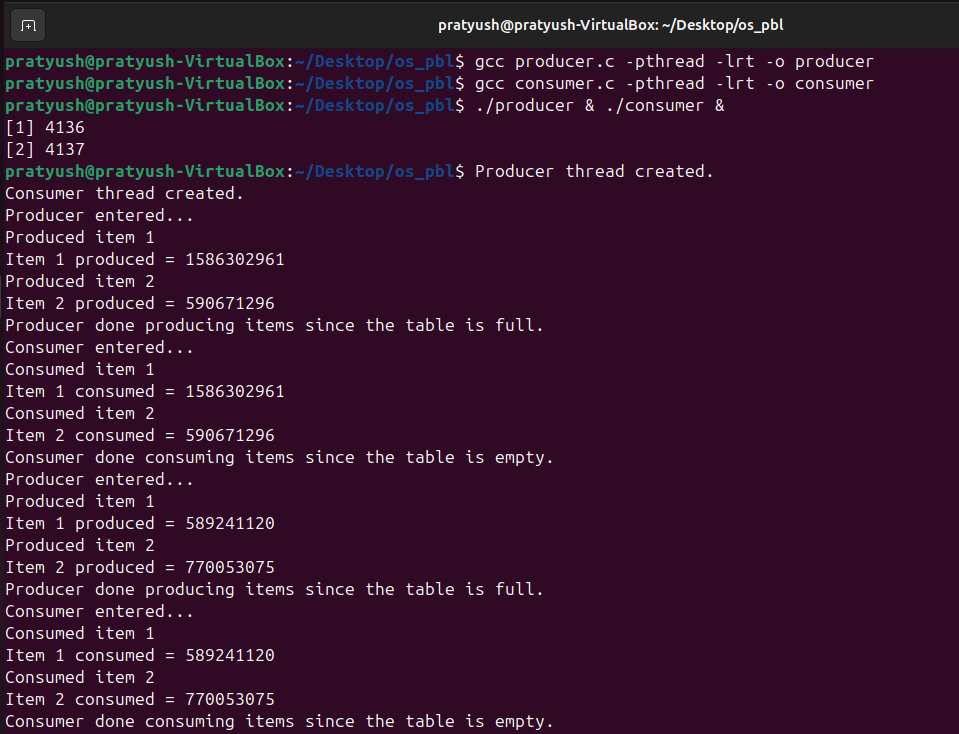 pratyush@pratyush-VirtualBox: ~/Desktop/os_pbl
pratyush@pratyush-VirtualBox:~/Desktop/os_pbl$ gcc producer.c -pthread -lrt -o producer
pratyush@pratyush-VirtualBox:~/Desktop/os_pbl$ gcc consumer.c -pthread -lrt -o consumer
pratyush@pratyush-VirtualBox:~/Desktop/os_pbl$ ./producer & ./consumer &
[1] 4136
[2] 4137
pratyush@pratyush-VirtualBox:~/Desktop/os_pbl$ Producer thread created.
Consumer thread created.
Producer entered...
Produced item 1
Item 1 produced = 1586302961
Produced item 2
Item 2 produced = 590671296
Producer done producing items since the table is full.
Consumer entered...
Consumed item 1
Item 1 consumed = 1586302961
Consumed item 2
Item 2 consumed = 590671296
Consumer done consuming items since the table is empty.
Producer entered...
Produced item 1
Item 1 produced = 589241120
Produced item 2
Item 2 produced = 770053075
Producer done producing items since the table is full.
Consumer entered...
Consumed item 1
Item 1 consumed = 589241120
Consumed item 2
Item 2 consumed = 770053075
Consumer done consuming items since the table is empty.